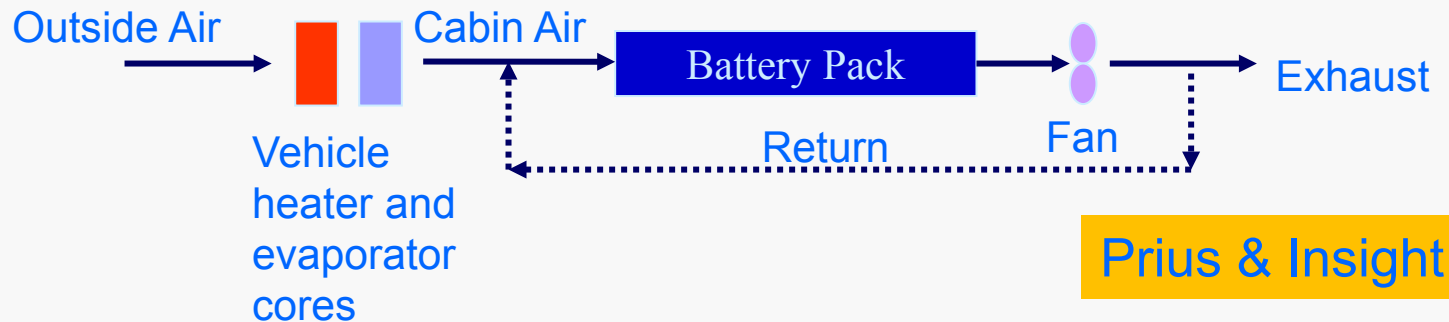 Outside Air
Cabin Air
Battery Pack
Exhaust
Vehicle
heater and
evaporator
cores
Return
Fan
Prius & Insight